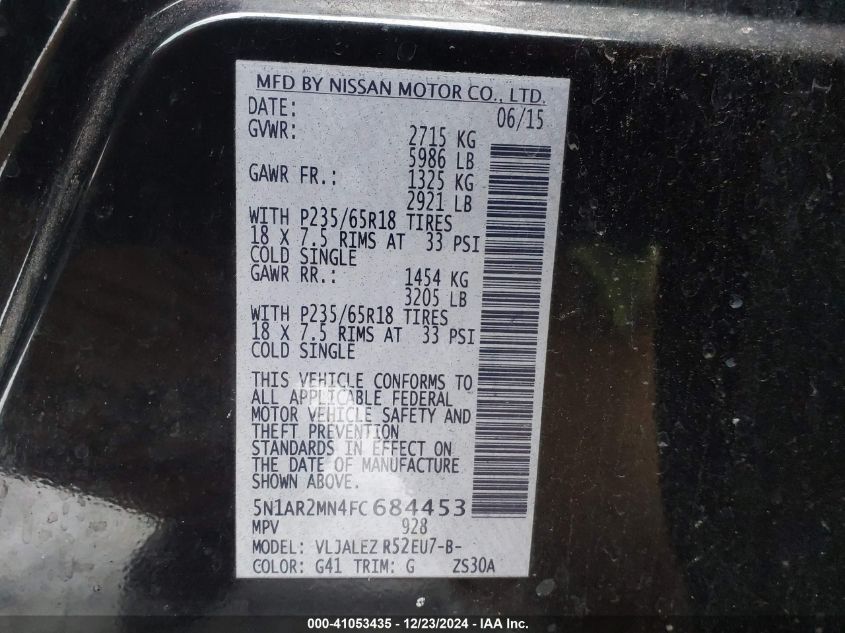 MFD BY NISSAN MOTOR CO., LTD.
DATE: 06/15
GVWR: 2715 KG
5986 LB
GAWR FR.: 1325 KG
2921 LB
WITH P235/65R18 TIRES
18 X 7.5 RIMS AT 33 PSI
COLD SINGLE
GAWR RR.: 1454 KG
3205 LB
WITH P235/65R18 TIRES
18 X 7.5 RIMS AT 33 PSI
COLD SINGLE
THIS VEHICLE CONFORMS TO
ALL APPLICABLE FEDERAL
MOTOR VEHICLE SAFETY AND
THEFT PREVENTION
STANDARDS IN EFFECT ON
THE DATE OF MANUFACTURE
SHOWN ABOVE.
5N1AR2MN4FC684453
MPV 928
MODEL: VLJALEZ R52EU7-B-
COLOR: G41 TRIM: G ZS30A
000-41053435 - 12/23/2024 - IAA Inc.